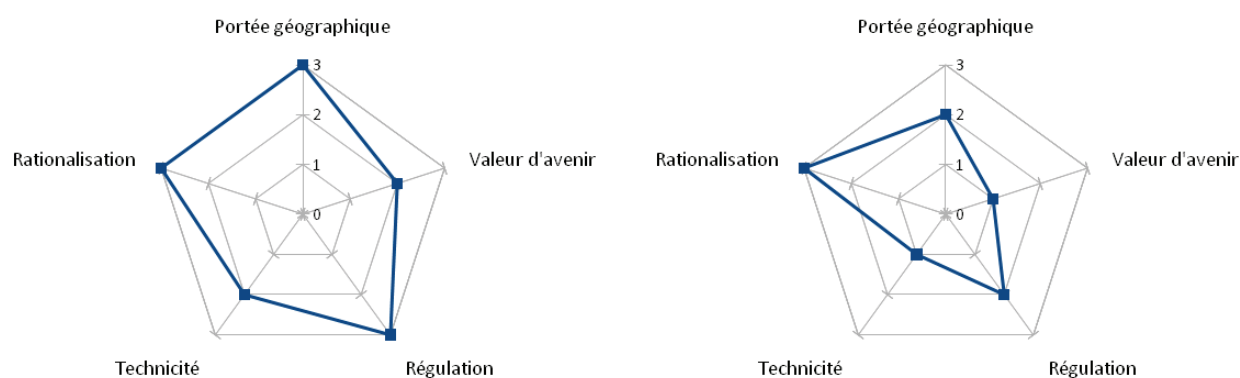 Portée géographique
3
2
1
0
Rationalisation
Valeur d'avenir
Technicité
Régulation
Portée géographique
3
2
1
0
Rationalisation
Valeur d'avenir
Technicité
Régulation